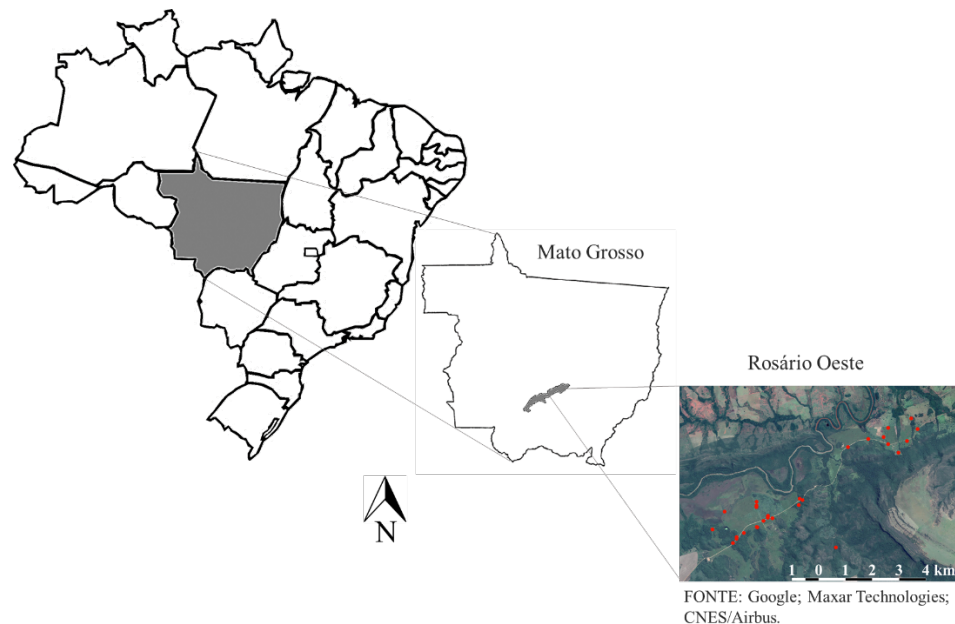 Mato Grosso
Rosário Oeste
N
1 0 1 2 3 4 km
FONTE: Google; Maxar Technologies;
CNES/Airbus.